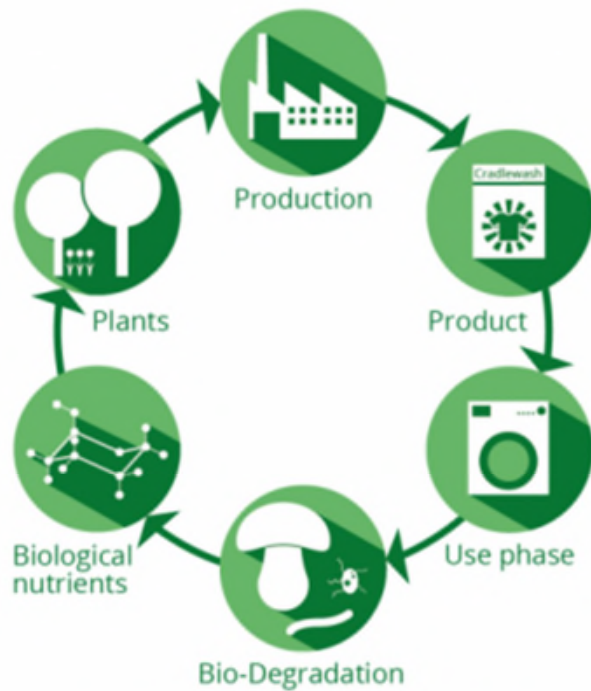 Production
Cradlewash
Product
Use phase
Bio-Degradation
Biological
nutrients
Plants